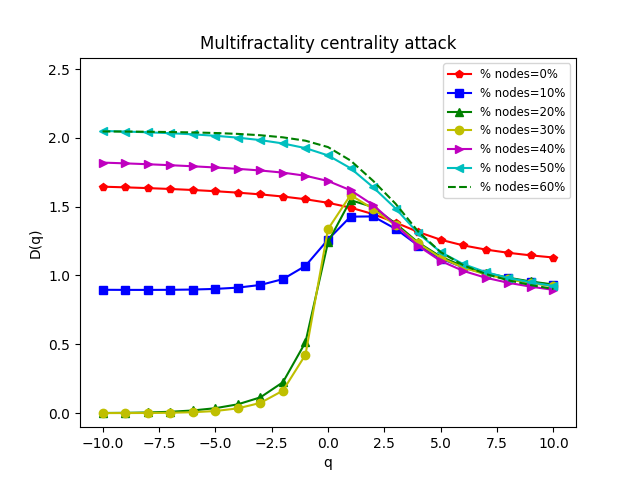 Multifractality centrality attack
2.5
2.0
1.5
1.0
0.5
0.0
D(q)
−10.0 −7.5 −5.0 −2.5 0.0 2.5 5.0 7.5 10.0
q
% nodes=0%
% nodes=10%
% nodes=20%
% nodes=30%
% nodes=40%
% nodes=50%
% nodes=60%